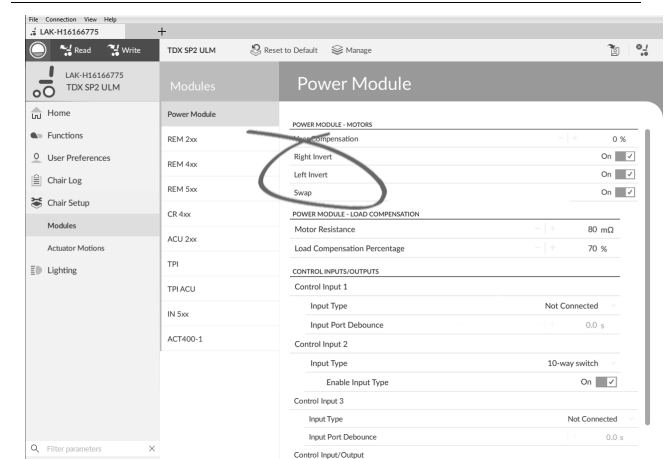 File Connection View Help
LAK-H16166775 +
Read Write TDX SP2 ULM Reset to Default Manage
LAK-H16166775
TDX SP2 ULM
Modules
Power Module
Home
Functions
User Preferences
Chair Log
Chair Setup
Modules
Actuator Motions
Lighting
Filter parameters ×
Power Module
REM 2xx
REM 4xx
REM 5xx
CR 4xx
ACU 2xx
TPI
TPI ACU
IN 5xx
ACT400-1
POWER MODULE - MOTORS
Compensation - + 0 %
Right Invert On
Left Invert On
Swap On
POWER MODULE - LOAD COMPENSATION
Motor Resistance - + 80 mΩ
Load Compensation Percentage - + 70 %
CONTROL INPUTS/OUTPUTS
Control Input 1
Input Type Not Connected
Input Port Debounce - + 0.0 s
Control Input 2
Input Type 10-way switch
Enable Input Type On
Control Input 3
Input Type Not Connected
Input Port Debounce - + 0.0 s
Control Input/Output